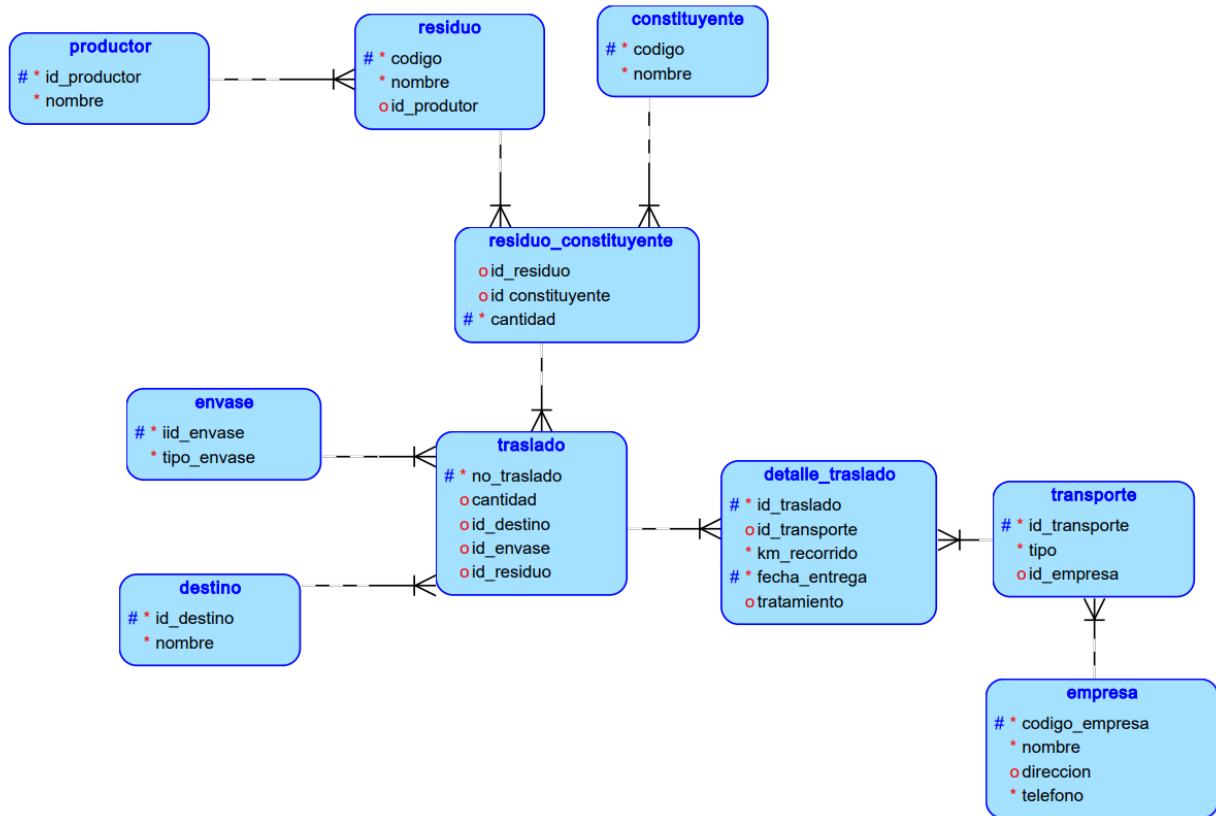 productor
# * id_productor
* nombre
residuo
# * codigo
* nombre
o id_produtor
constituyente
# * codigo
* nombre
residuo_constituyente
o id_residuo
o id constituyente
# * cantidad
envase
# * iid_envase
* tipo_envase
traslado
# * no_traslado
o cantidad
o id_destino
o id_envase
o id_residuo
destino
# * id_destino
* nombre
detalle_traslado
# * id_traslado
o id_transporte
* km_recorrido
# * fecha_entrega
o tratamiento
transporte
# * id_transporte
* tipo
o id_empresa
empresa
# * codigo_empresa
* nombre
o direccion
* telefono